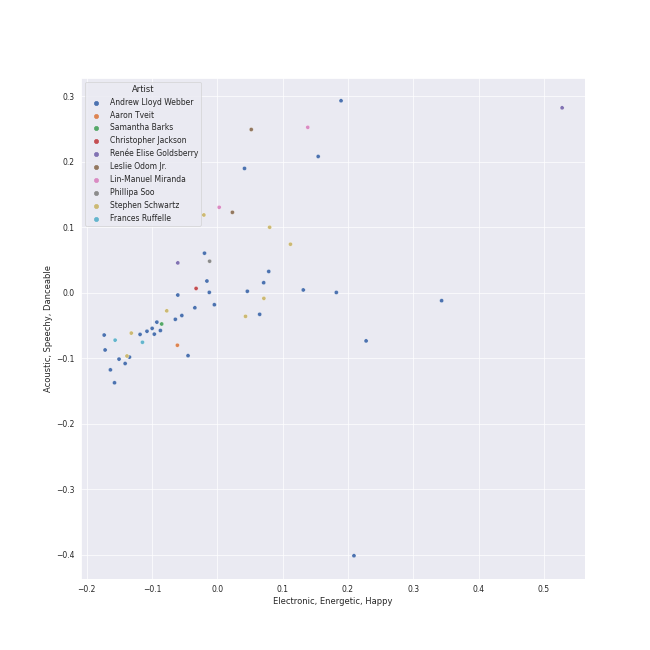 Artist
Andrew Lloyd Webber
Aaron Tveit
Samantha Barks
Christopher Jackson
Renée Elise Goldsberry
Leslie Odom Jr.
Lin-Manuel Miranda
Phillipa Soo
Stephen Schwartz
Frances Ruffelle
0.3
0.2
0.1
0.0
−0.1
−0.2
−0.3
−0.4
Acoustic, Speechy, Danceable
−0.2 −0.1 0.0 0.1 0.2 0.3 0.4 0.5
Electronic, Energetic, Happy